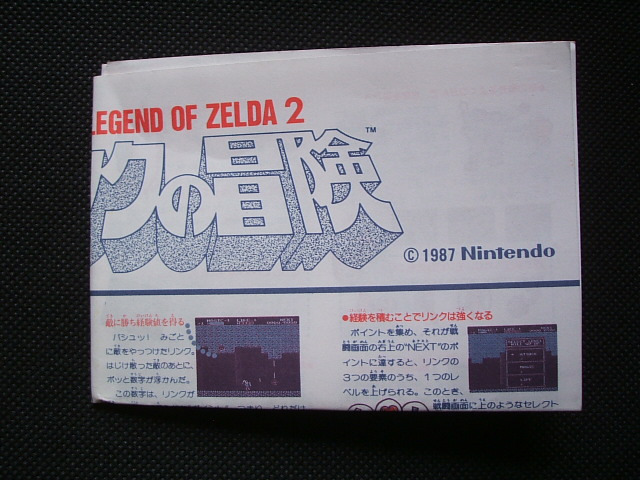 LEGEND OF ZELDA 2
クの冒険
TM
© 1987 Nintendo
敵に勝ち経験値を得る
パシュッ! みごと
に敵をやっつけたリンク。
はじけ散った敵のあとに、
ポッと数字が浮かんだ。
この数字は、リンクが
●経験を積むことでリンクは強くなる
ポイントを集め、それが戦
闘画面の右上の"NEXT"のポ
イントに達すると、リンクの
3つの要素のうち、1つのレ
ベルを上げられる。このとき、
戦闘画面に上のようなセレクト